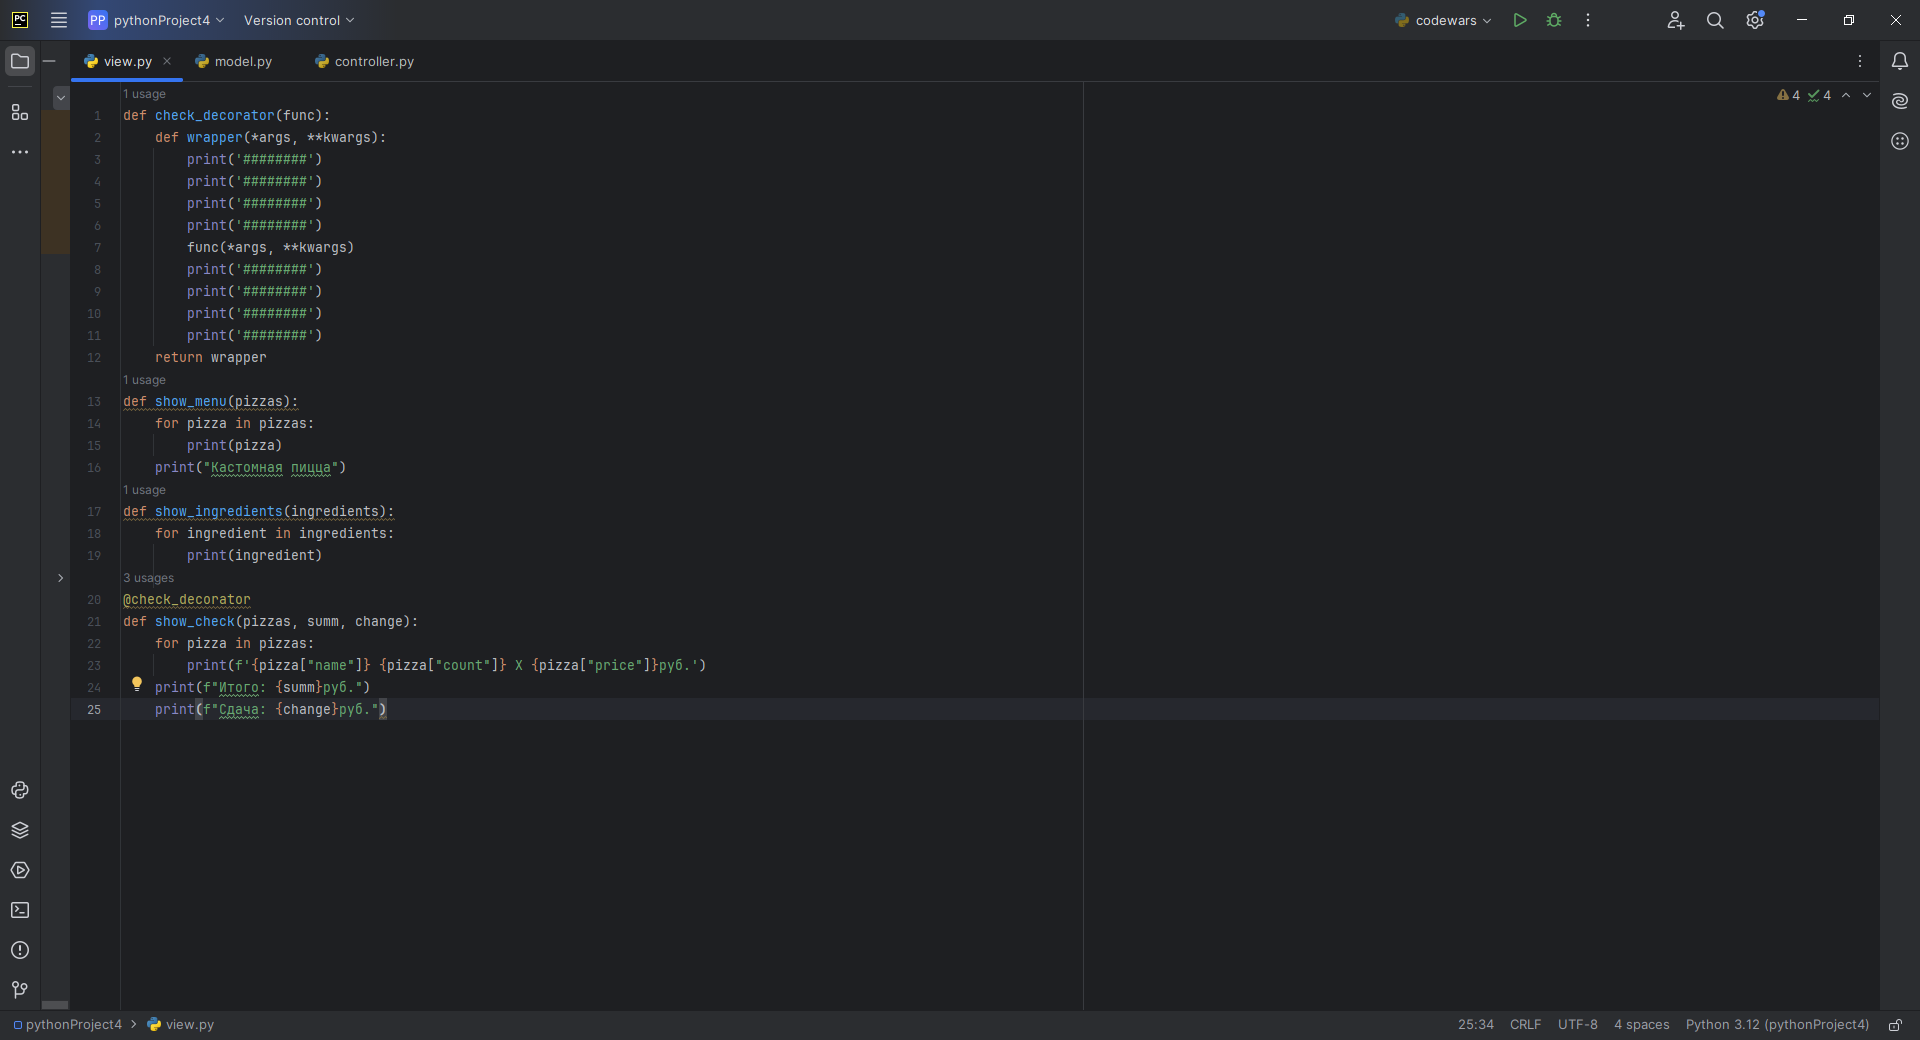 PC PP pythonProject4 Version control codewars
view.py model.py controller.py
1 usage 4 4
1 def check_decorator(func):
2 def wrapper(*args, **kwargs):
3 print('########')
4 print('########')
5 print('########')
6 print('########')
7 func(*args, **kwargs)
8 print('########')
9 print('########')
10 print('########')
11 print('########')
12 return wrapper
1 usage
13 def show_menu(pizzas):
14 for pizza in pizzas:
15 print(pizza)
16 print("Кастомная пицца")
1 usage
17 def show_ingredients(ingredients):
18 for ingredient in ingredients:
19 print(ingredient)
3 usages
20 @check_decorator
21 def show_check(pizzas, summ, change):
22 for pizza in pizzas:
23 print(f'{pizza["name"]} {pizza["count"]} X {pizza["price"]}руб.')
24 print(f"Итого: {summ}руб.")
25 print(f"Сдача: {change}руб.")
pythonProject4 view.py 25:34 CRLF UTF-8 4 spaces Python 3.12 (pythonProject4)